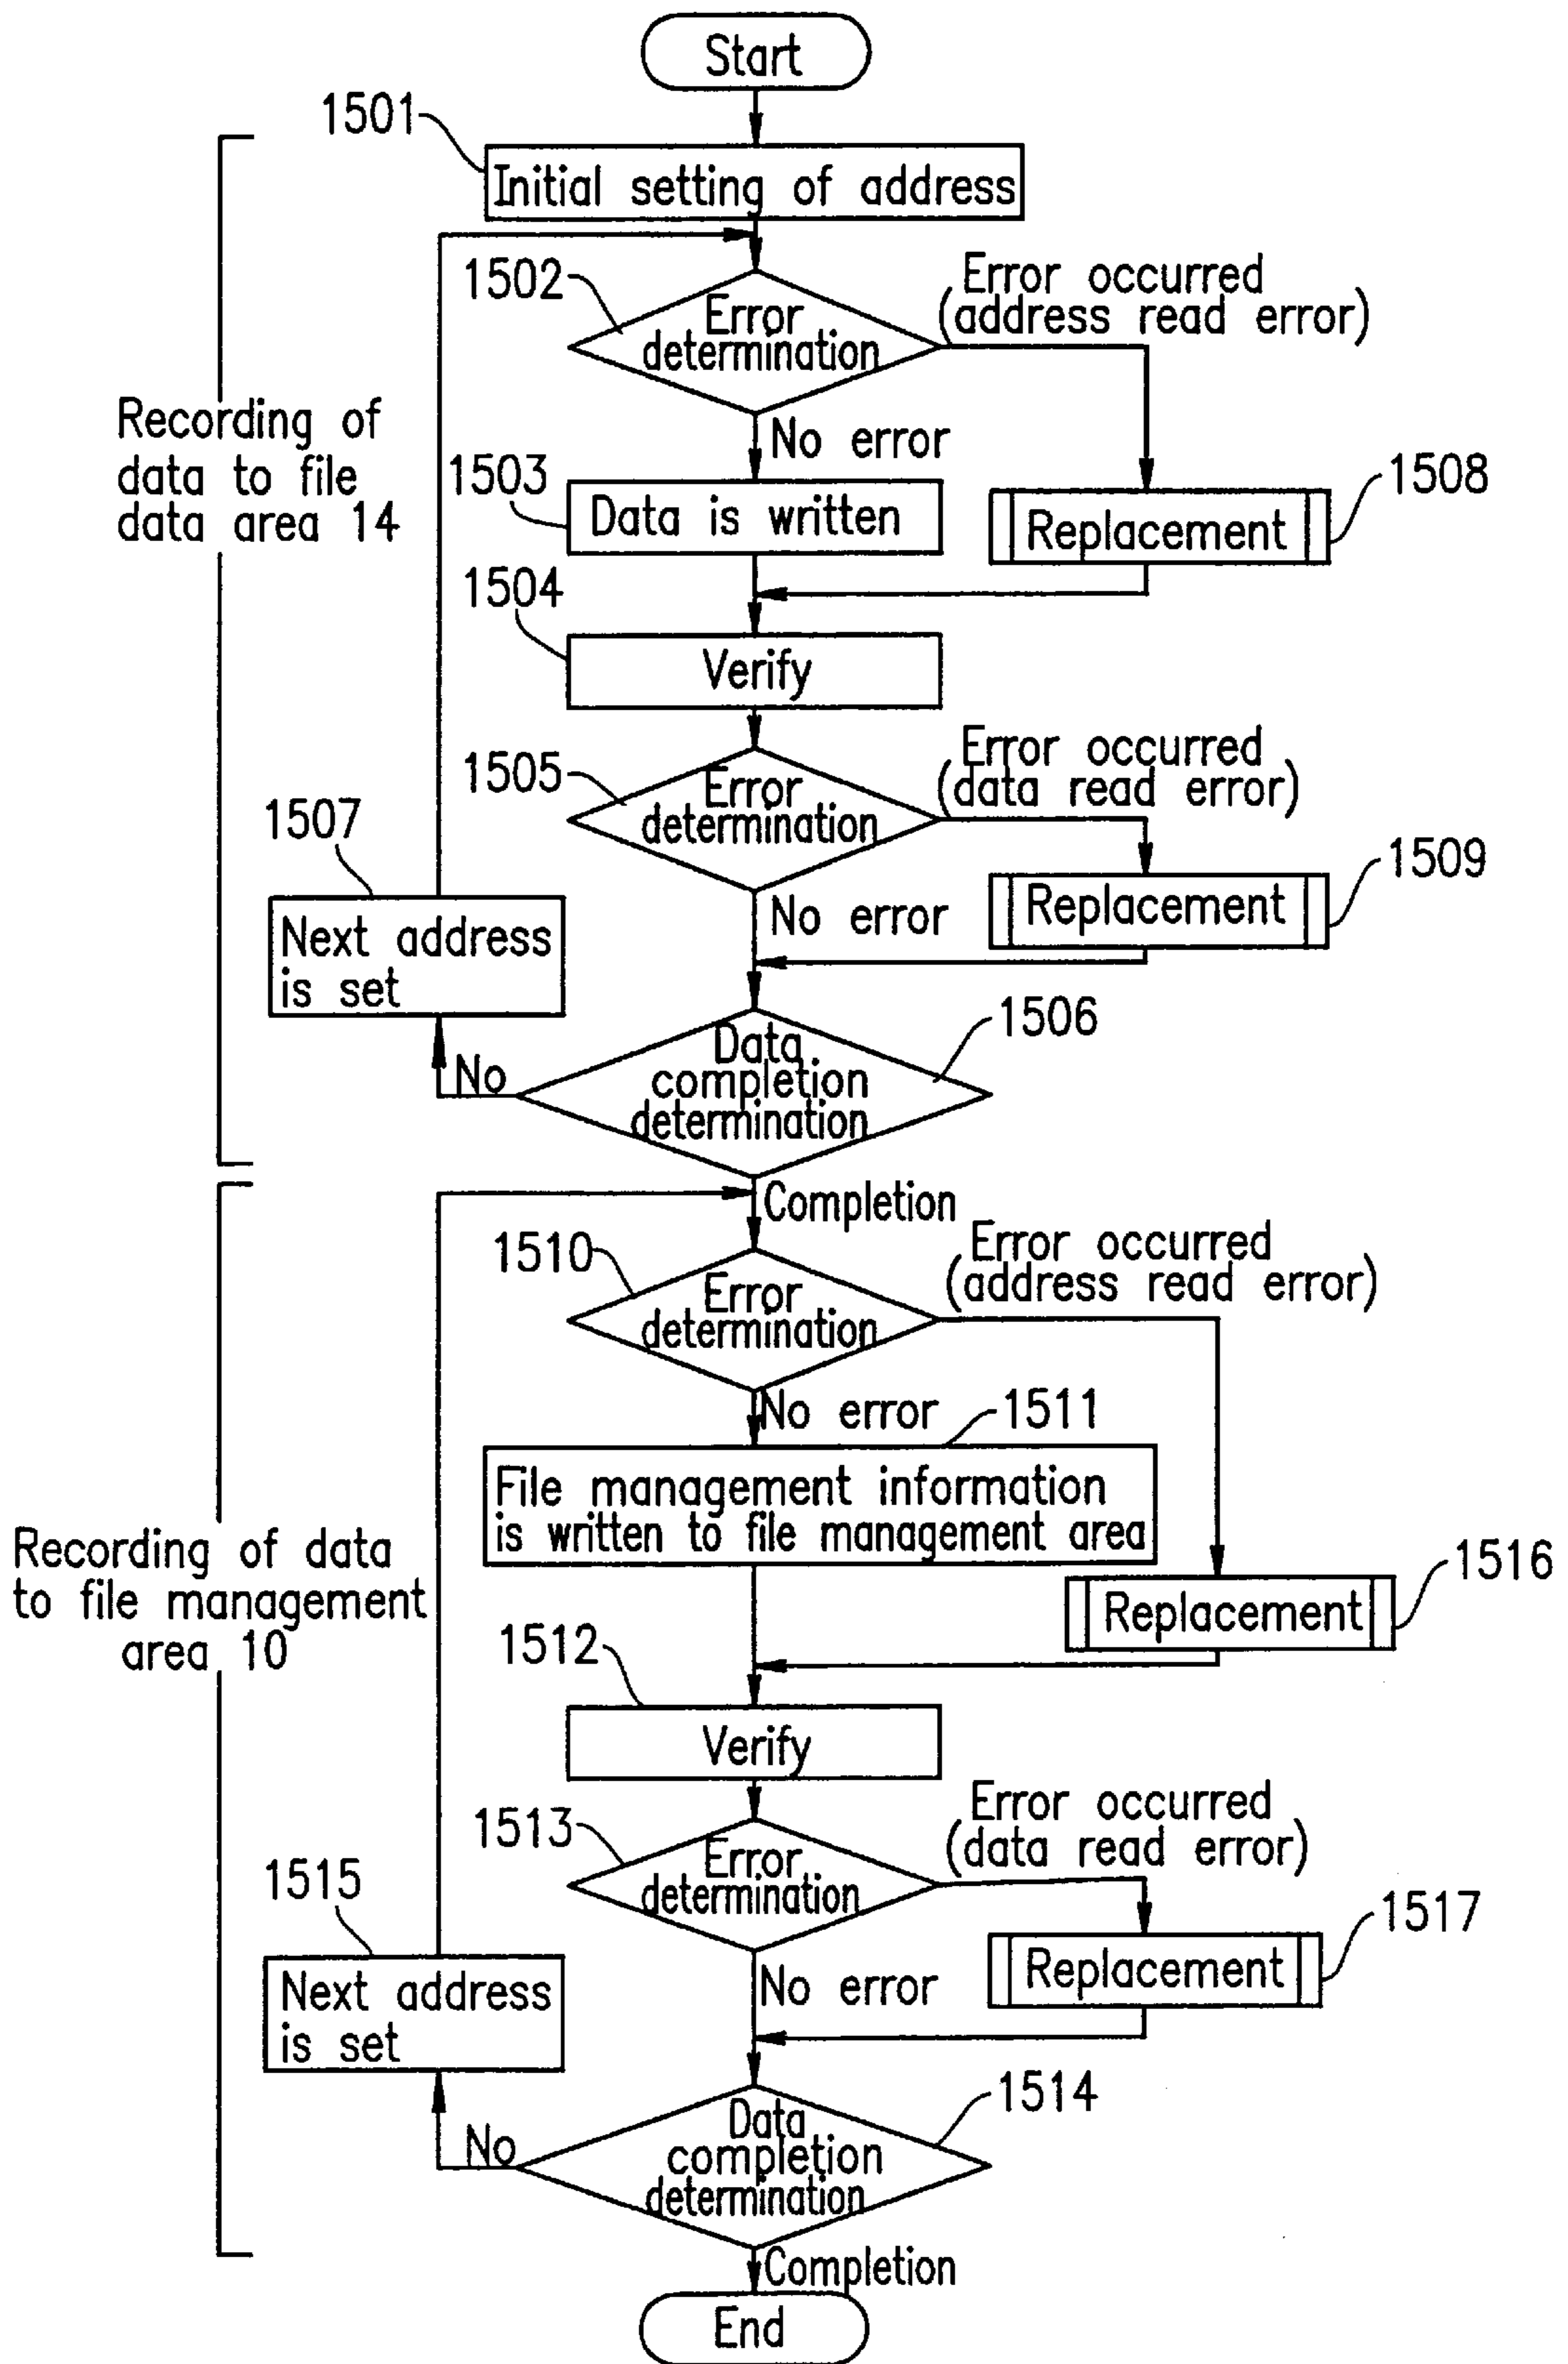 Start
1501
Initial setting of address
1502
Error
determination
Error occurred
(address read error)
No error
Recording of
data to file
data area 14
1503
Data is written
1508
Replacement
1504
Verify
1505
Error
determination
Error occurred
(data read error)
1507
Next address
is set
No error
1509
Replacement
1506
Data
completion
determination
No
Completion
1510
Error
determination
Error occurred
(address read error)
No error
1511
File management information
is written to file management area
Recording of data
to file management
area 10
1516
Replacement
1512
Verify
1513
Error
determination
Error occurred
(data read error)
1515
Next address
is set
No error
1517
Replacement
1514
Data
completion
determination
No
Completion
End